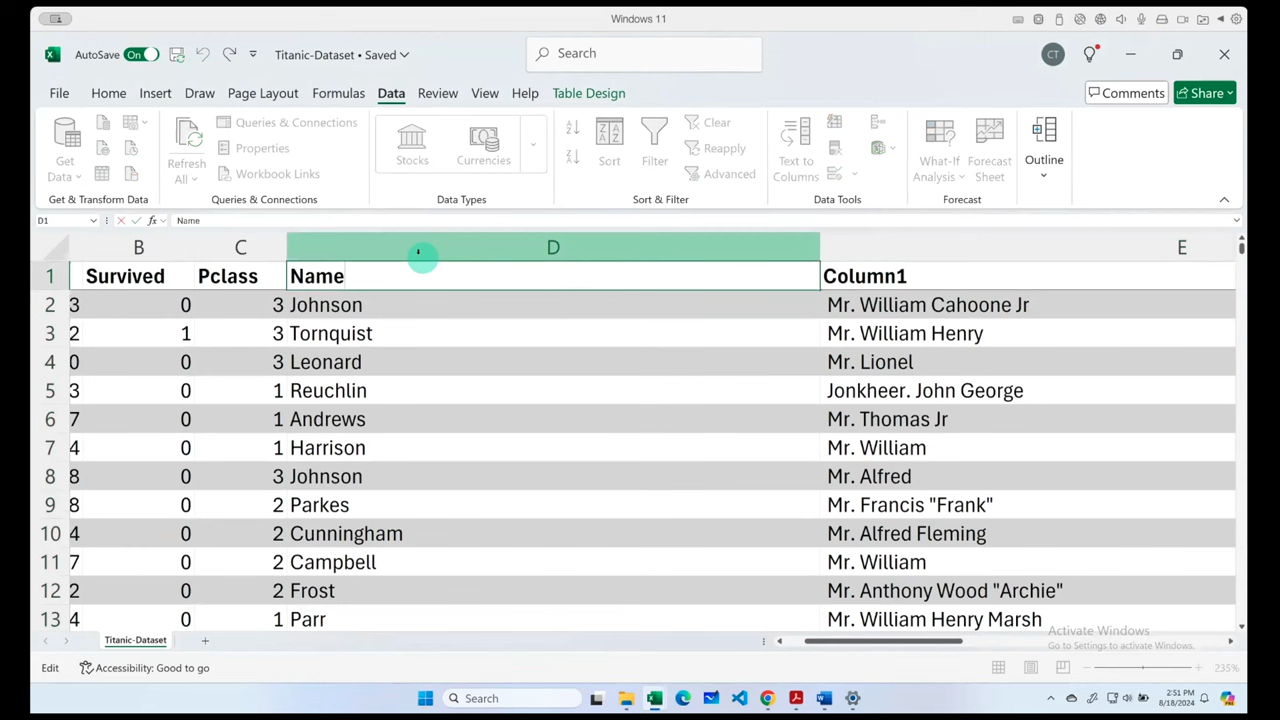 Windows 11
AutoSave On Titanic-Dataset • Saved Search CT
File Home Insert Draw Page Layout Formulas Data Review View Help Table Design Comments Share
Get Data
Refresh All
Queries & Connections
Properties
Workbook Links
Stocks Currencies
Sort Filter
Clear
Reapply
Advanced
Text to Columns
What-If Analysis
Forecast Sheet
Outline
Get & Transform Data Queries & Connections Data Types Sort & Filter Data Tools Forecast
D1 fx Name
B C D E
1 Survived Pclass Name Column1
2 3 0 3 Johnson Mr. William Cahoone Jr
3 2 1 3 Tornquist Mr. William Henry
4 0 0 3 Leonard Mr. Lionel
5 3 0 1 Reuchlin Jonkheer. John George
6 7 0 1 Andrews Mr. Thomas Jr
7 4 0 1 Harrison Mr. William
8 8 0 3 Johnson Mr. Alfred
9 8 0 2 Parkes Mr. Francis "Frank"
10 4 0 2 Cunningham Mr. Alfred Fleming
11 7 0 2 Campbell Mr. William
12 2 0 2 Frost Mr. Anthony Wood "Archie"
13 4 0 1 Parr Mr. William Henry Marsh
Activate Windows
Go to Settings to activate Windows.
Titanic-Dataset
Edit Accessibility: Good to go 235%
Search
2:51 PM
8/18/2024